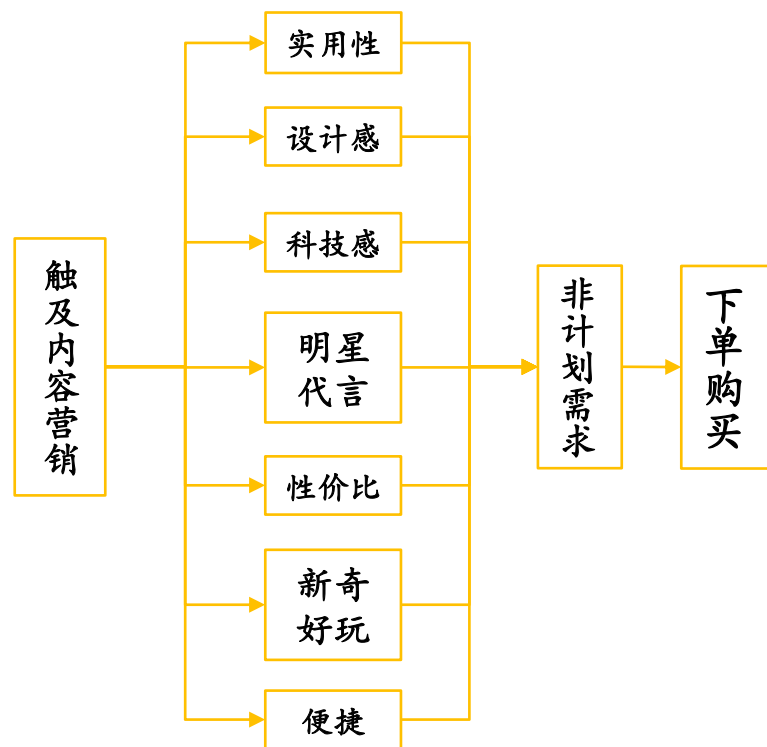 触及内容营销
实用性
设计感
科技感
明星
代言
性价比
新奇
好玩
便捷
非计划需求
下单购买